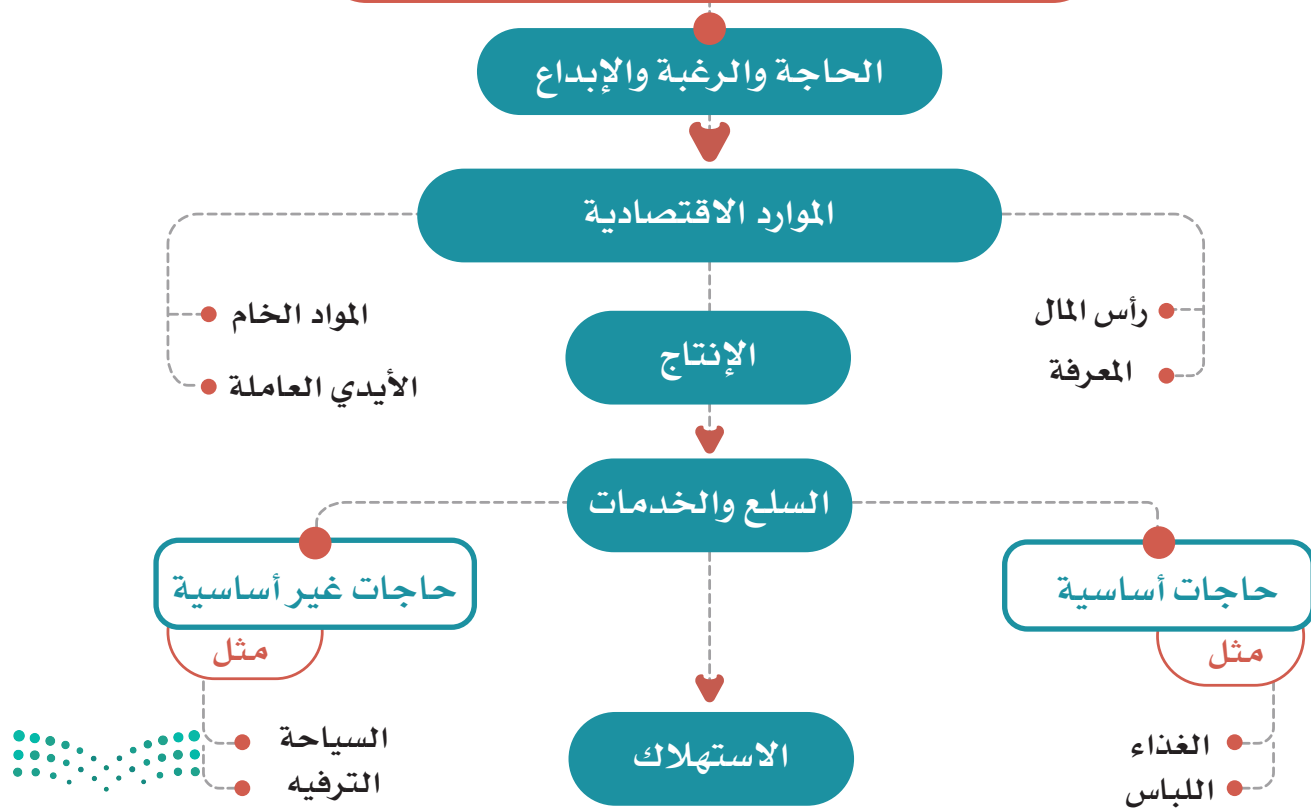 الحاجة والرغبة والإبداع
الموارد الاقتصادية
رأس المال
المعرفة
المواد الخام
الأيدي العاملة
الإنتاج
السلع والخدمات
حاجات أساسية
مثل
الغذاء
اللباس
حاجات غير أساسية
مثل
السياحة
الترفيه
الاستهلاك